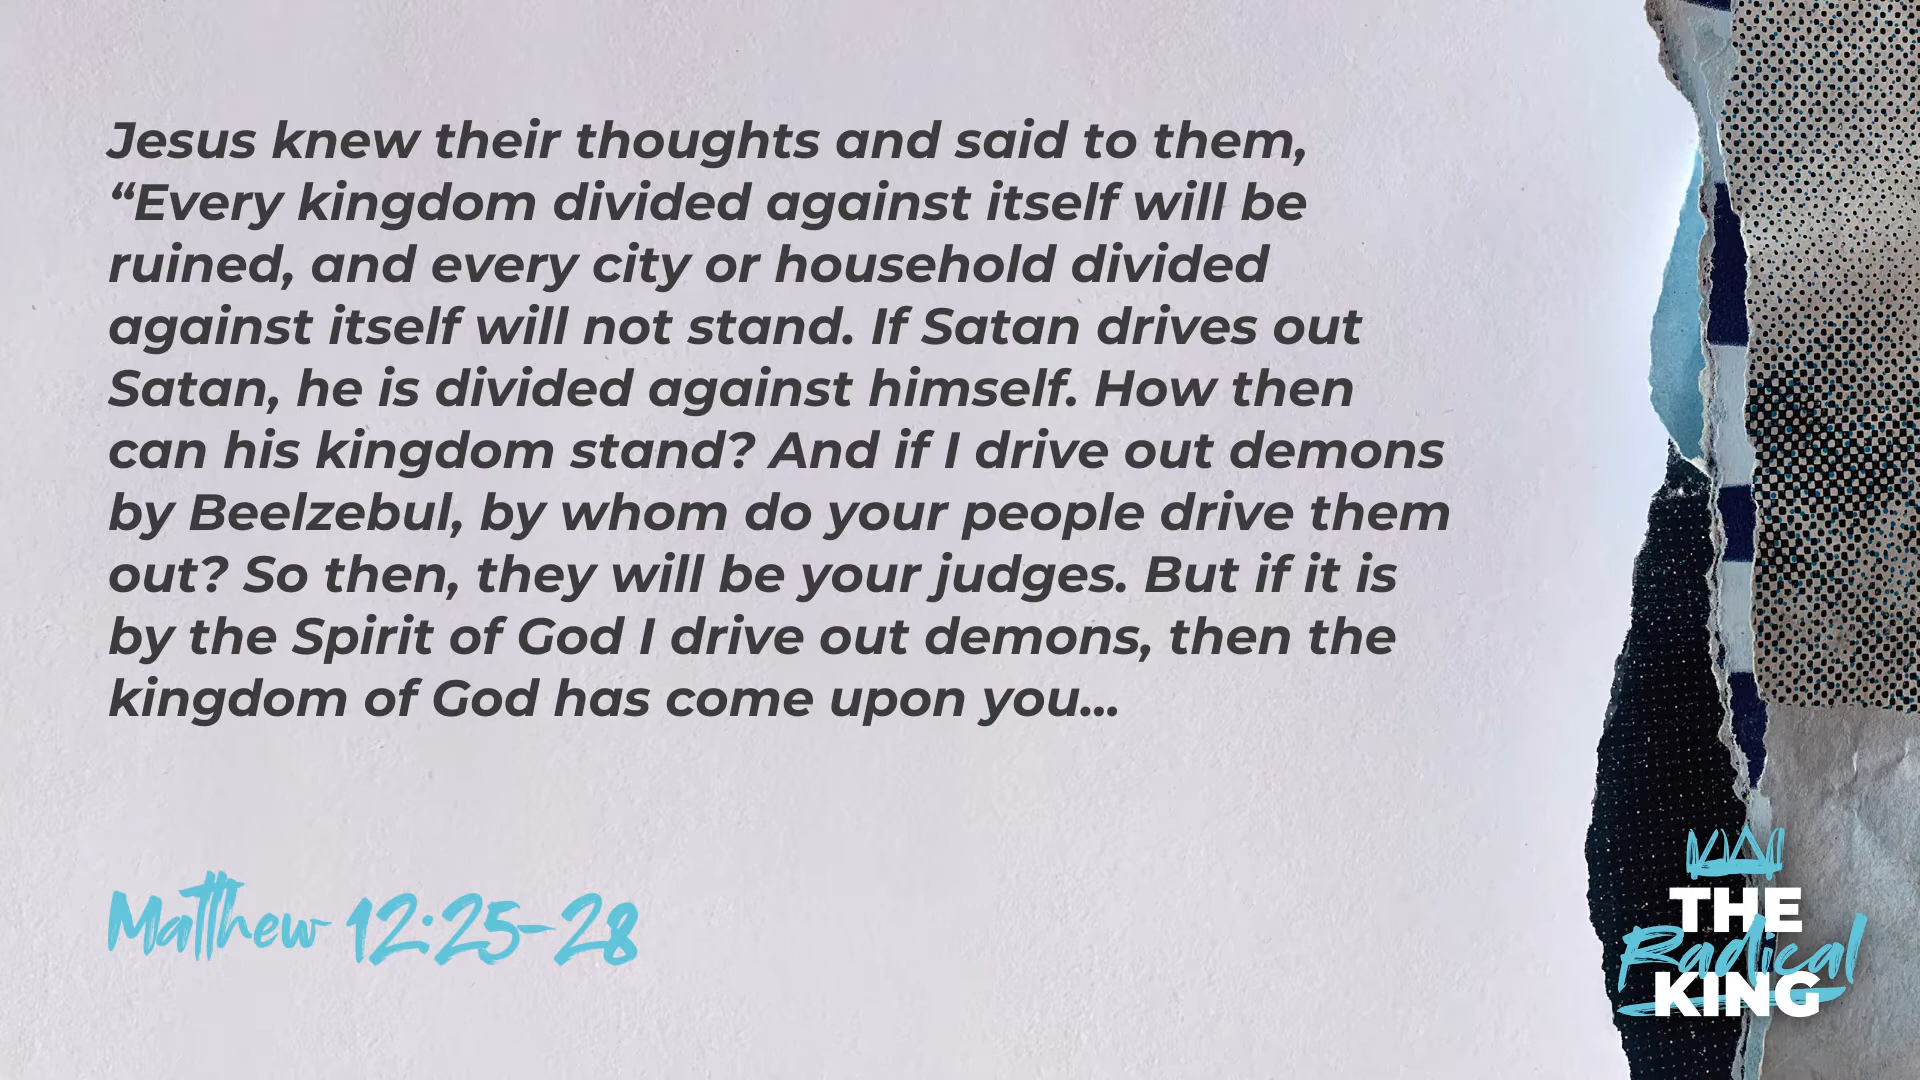 Jesus knew their thoughts and said to them,
“Every kingdom divided against itself will be
ruined, and every city or household divided
against itself will not stand. If Satan drives out
Satan, he is divided against himself. How then
can his kingdom stand? And if I drive out demons
by Beelzebul, by whom do your people drive them
out? So then, they will be your judges. But if it is
by the Spirit of God I drive out demons, then the
kingdom of God has come upon you...
Matthew 12:25-28
THE
Radical
KING